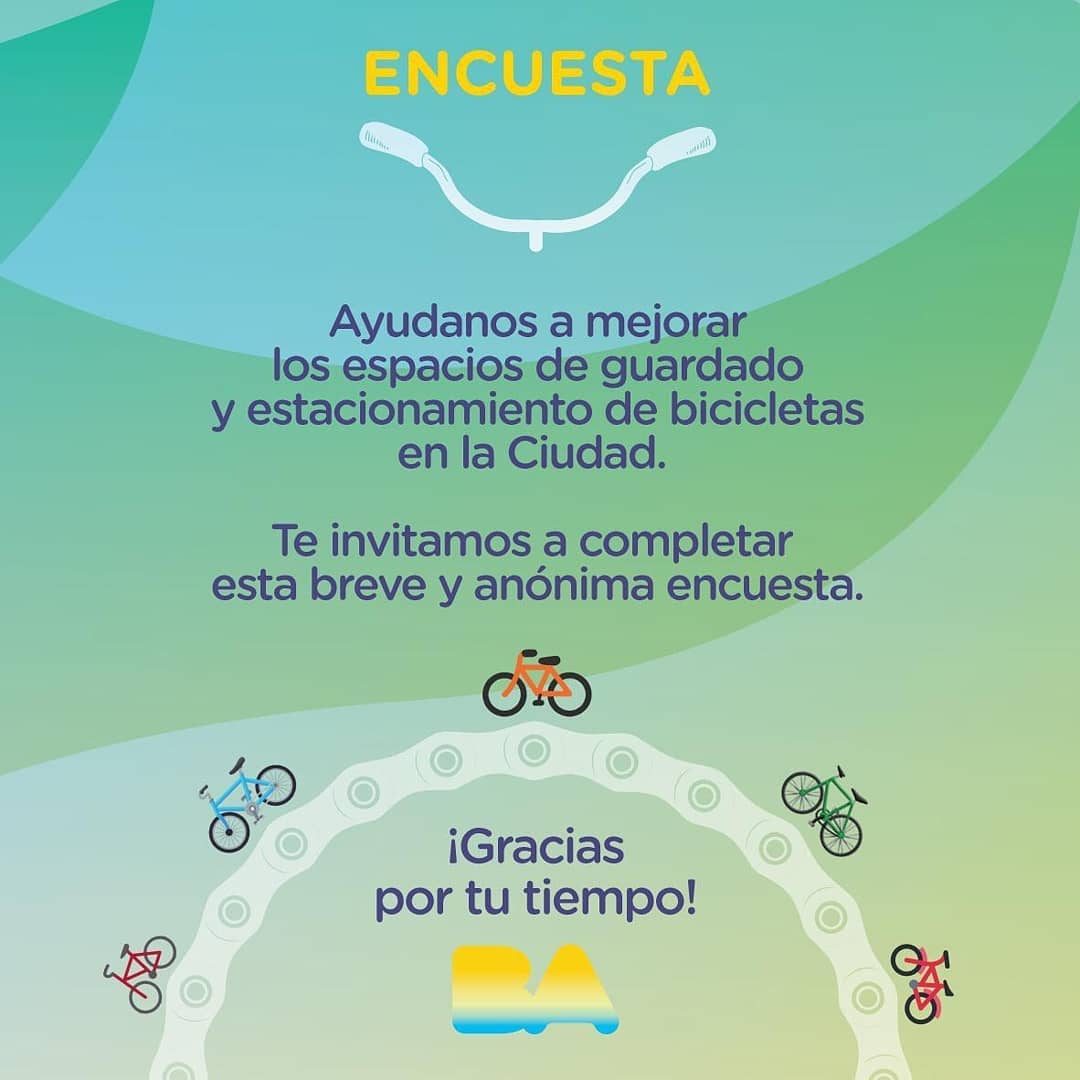 ENCUESTA
Ayudanos a mejorar
los espacios de guardado
y estacionamiento de bicicletas
en la Ciudad.
Te invitamos a completar
esta breve y anónima encuesta.
¡Gracias
por tu tiempo!
BA